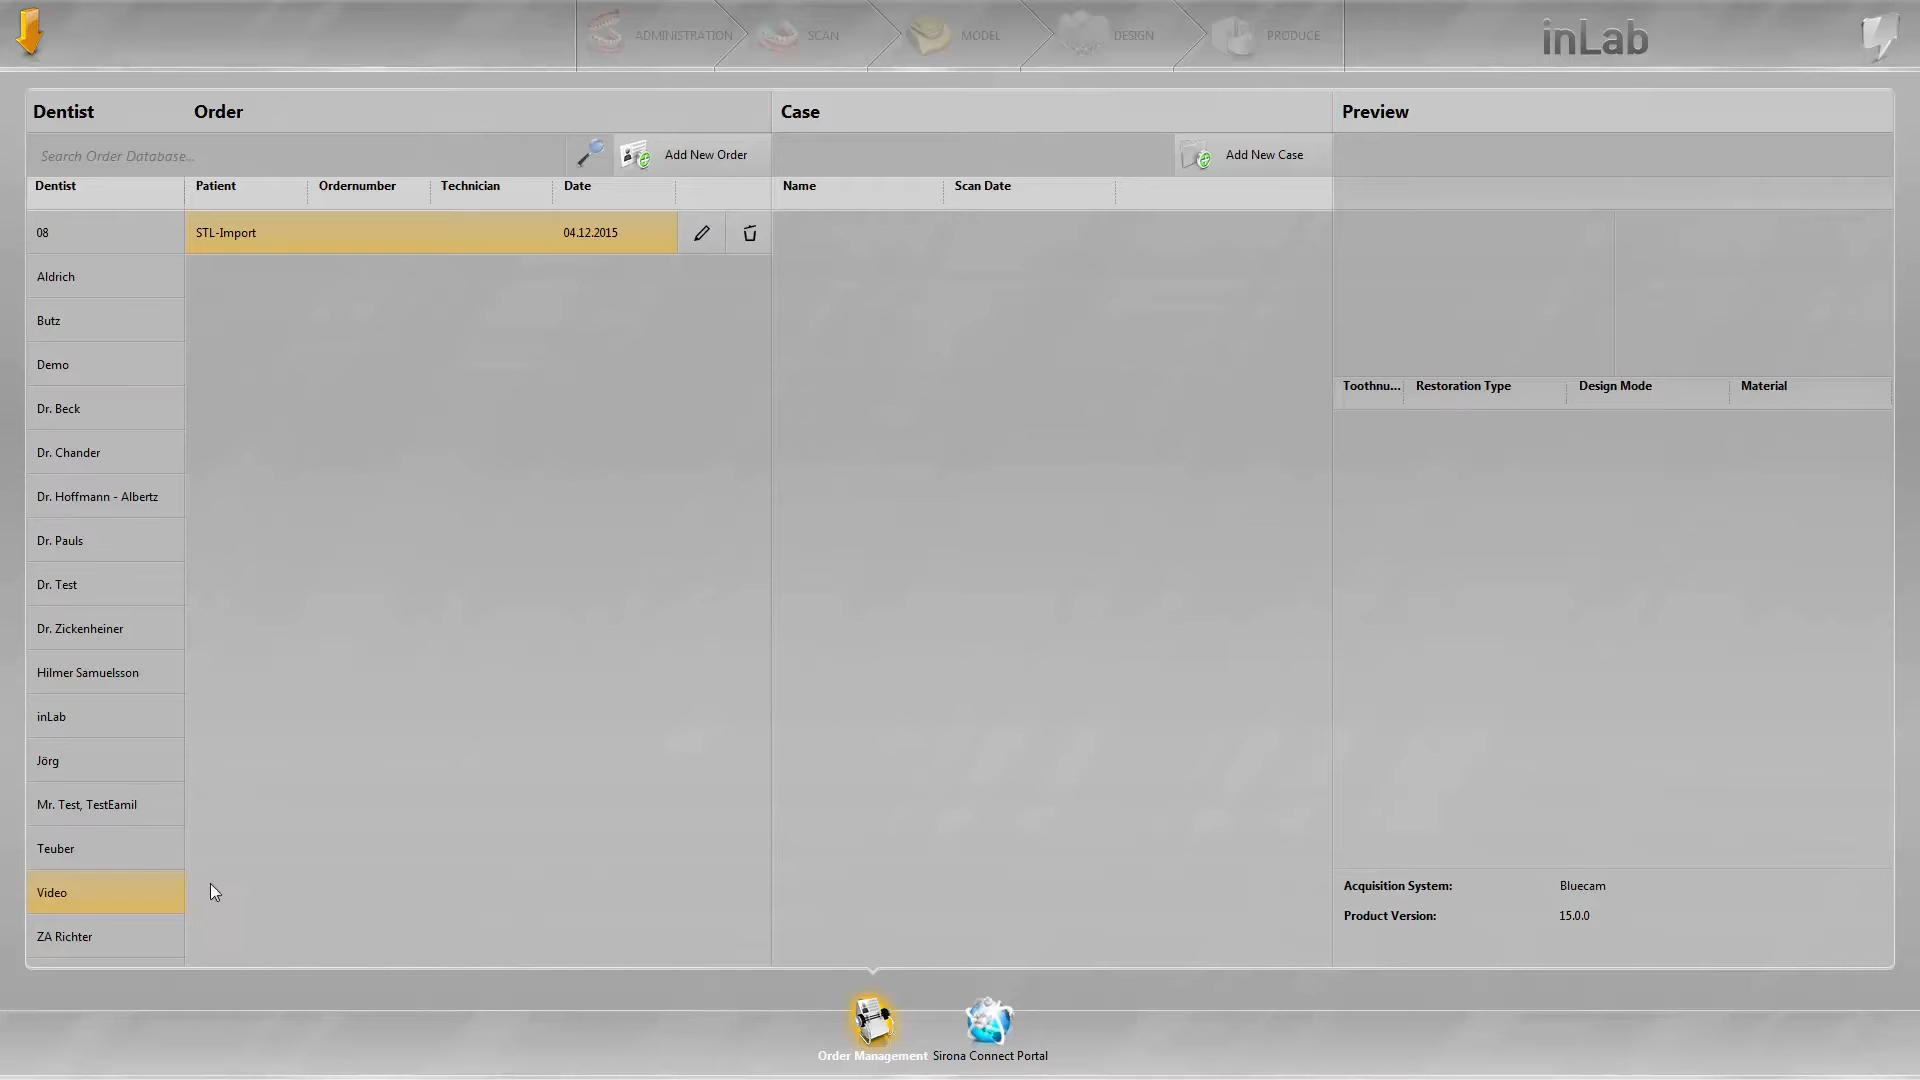 ADMINISTRATION
SCAN
MODEL
DESIGN
PRODUCE
inLab
Dentist
Order
Case
Preview
Search Order Database...
Add New Order
Add New Case
Dentist
Patient
Ordernumber
Technician
Date
Name
Scan Date
08
STL-Import
04.12.2015
Aldrich
Butz
Demo
Dr. Beck
Dr. Chander
Dr. Hoffmann - Albertz
Dr. Pauls
Dr. Test
Dr. Zickenheiner
Hilmer Samuelsson
inLab
Jörg
Mr. Test, TestEamil
Teuber
Video
ZA Richter
Toothnu...
Restoration Type
Design Mode
Material
Acquisition System:
Bluecam
Product Version:
15.0.0
Order Management
Sirona Connect Portal